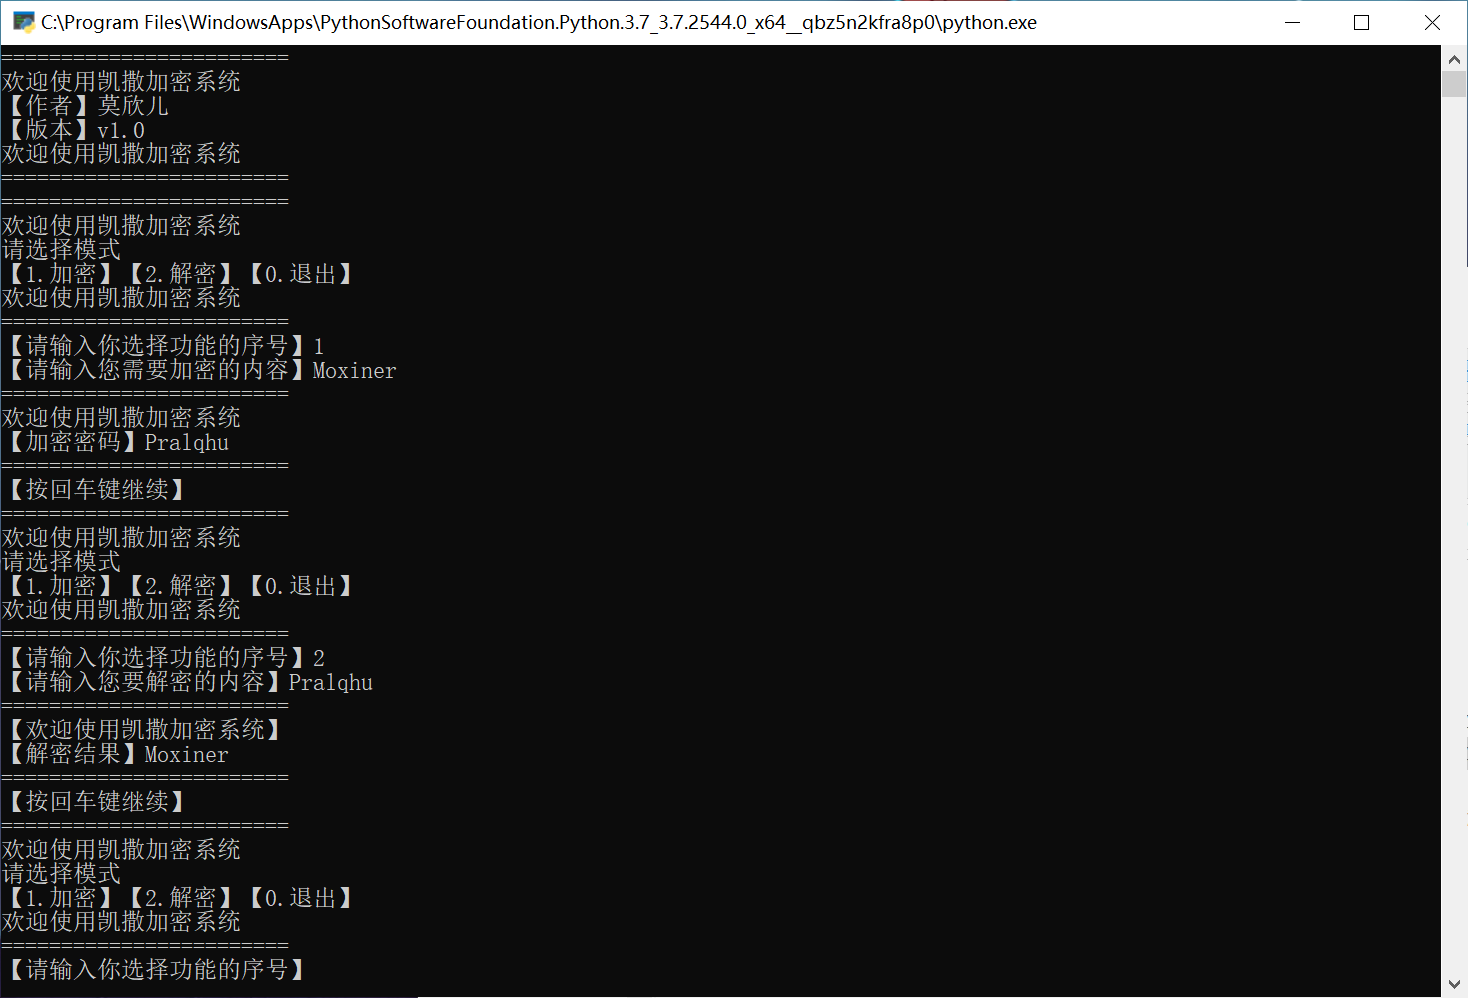 C:\Program Files\WindowsApps\PythonSoftwareFoundation.Python.3.7_3.7.2544.0_x64__qbz5n2kfra8p0\python.exe
========================
欢迎使用凯撒加密系统
【作者】莫欣儿
【版本】v1.0
欢迎使用凯撒加密系统
========================
========================
欢迎使用凯撒加密系统
请选择模式
【1.加密】【2.解密】【0.退出】
欢迎使用凯撒加密系统
========================
【请输入你选择功能的序号】1
【请输入您需要加密的内容】Moxiner
========================
欢迎使用凯撒加密系统
【加密密码】Pralqhu
========================
【按回车键继续】
========================
欢迎使用凯撒加密系统
请选择模式
【1.加密】【2.解密】【0.退出】
欢迎使用凯撒加密系统
========================
【请输入你选择功能的序号】2
【请输入您要解密的内容】Pralqhu
========================
【欢迎使用凯撒加密系统】
【解密结果】Moxiner
========================
【按回车键继续】
========================
欢迎使用凯撒加密系统
请选择模式
【1.加密】【2.解密】【0.退出】
欢迎使用凯撒加密系统
========================
【请输入你选择功能的序号】